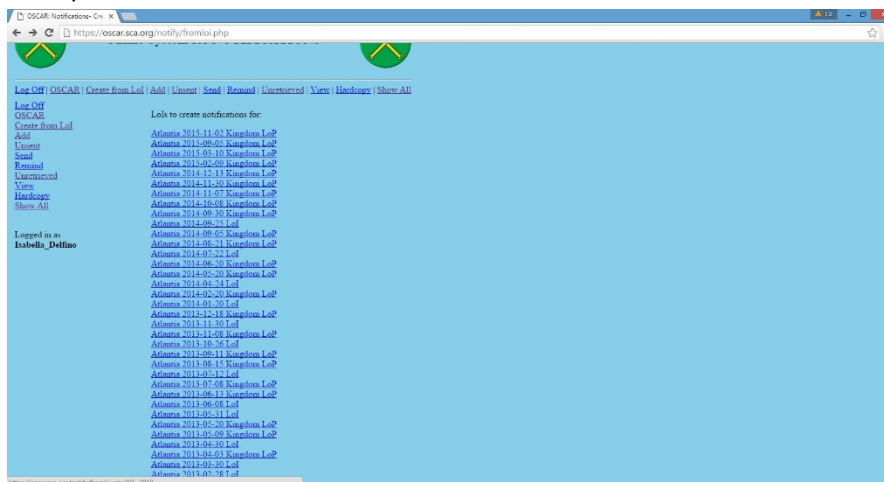 OSCAR: Notifications- Cre
https://oscar.sca.org/notify/fromloi.php
Log Off | OSCAR | Create from LoI | Add | Unsent | Send | Remind | Unretrieved | View | Hardcopy | Show All
Log Off
OSCAR
Create from LoI
Add
Unsent
Send
Remind
Unretrieved
View
Hardcopy
Show All
Logged in as
Isabella_Delfino
LoIs to create notifications for:
Atlantia 2015-11-02 Kingdom LoP
Atlantia 2015-09-05 Kingdom LoP
Atlantia 2015-03-10 Kingdom LoP
Atlantia 2015-02-09 Kingdom LoP
Atlantia 2014-12-13 Kingdom LoP
Atlantia 2014-11-30 Kingdom LoP
Atlantia 2014-11-07 Kingdom LoP
Atlantia 2014-10-08 Kingdom LoP
Atlantia 2014-09-30 Kingdom LoP
Atlantia 2014-09-25 LoI
Atlantia 2014-09-05 Kingdom LoP
Atlantia 2014-08-21 Kingdom LoP
Atlantia 2014-07-22 LoI
Atlantia 2014-06-20 Kingdom LoP
Atlantia 2014-05-20 Kingdom LoP
Atlantia 2014-04-24 LoI
Atlantia 2014-02-20 Kingdom LoP
Atlantia 2014-01-20 LoI
Atlantia 2013-12-18 Kingdom LoP
Atlantia 2013-11-30 LoI
Atlantia 2013-11-08 Kingdom LoP
Atlantia 2013-10-26 LoI
Atlantia 2013-09-11 Kingdom LoP
Atlantia 2013-08-15 Kingdom LoP
Atlantia 2013-07-12 LoI
Atlantia 2013-07-08 Kingdom LoP
Atlantia 2013-06-13 Kingdom LoP
Atlantia 2013-06-08 LoI
Atlantia 2013-05-31 LoI
Atlantia 2013-05-20 Kingdom LoP
Atlantia 2013-05-09 Kingdom LoP
Atlantia 2013-04-30 LoI
Atlantia 2013-04-03 Kingdom LoP
Atlantia 2013-03-30 LoI
Atlantia 2013-02-28 LoI